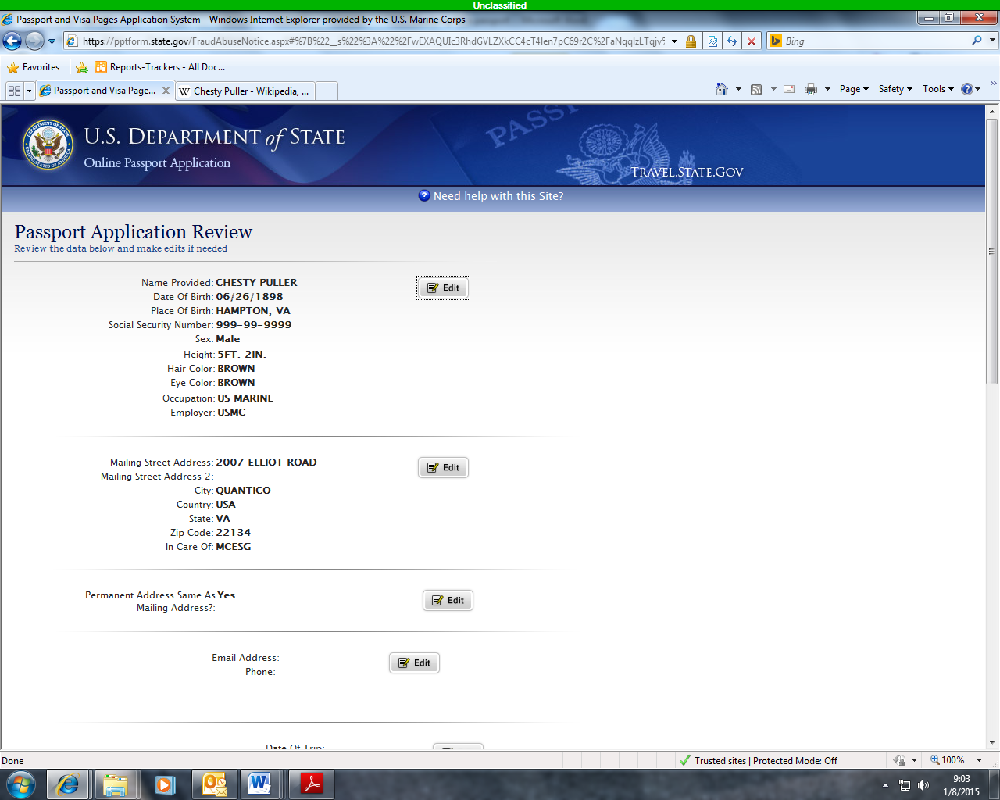 Unclassified
Passport and Visa Pages Application System - Windows Internet Explorer provided by the U.S. Marine Corps
https://pptform.state.gov/FraudAbuseNotice.aspx#%7B%22__s%22%3A%22%2FwEXAQUIc3RhdGVLZXkCC4cT4Ien7pC69r2C%2FaNqqIzLTqjv%
Bing
Favorites
Reports-Trackers - All Doc...
Passport and Visa Page...
Chesty Puller - Wikipedia, ...
Page
Safety
Tools
U.S. DEPARTMENT of STATE
Online Passport Application
PASSI
TRAVEL.STATE.GOV
Need help with this Site?
Passport Application Review
Review the data below and make edits if needed
Name Provided: CHESTY PULLER
Edit
Date Of Birth: 06/26/1898
Place Of Birth: HAMPTON, VA
Social Security Number: 999-99-9999
Sex: Male
Height: 5FT. 2IN.
Hair Color: BROWN
Eye Color: BROWN
Occupation: US MARINE
Employer: USMC
Mailing Street Address: 2007 ELLIOT ROAD
Edit
Mailing Street Address 2:
City: QUANTICO
Country: USA
State: VA
Zip Code: 22134
In Care Of: MCESG
Permanent Address Same As Yes
Mailing Address?:
Edit
Email Address:
Edit
Phone:
Date Of Trip:
Done
Trusted sites | Protected Mode: Off
100%
9:03
1/8/2015